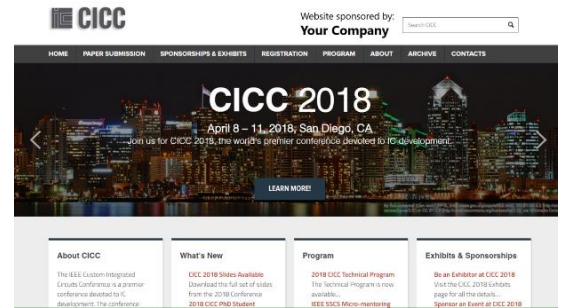 CICC
Website sponsored by:
Your Company
Search CICC
HOME PAPER SUBMISSION SPONSORSHIPS & EXHIBITS REGISTRATION PROGRAM ABOUT ARCHIVE CONTACTS
CICC 2018
April 8 – 11, 2018, San Diego, CA
Join us for CICC 2018, the world's premier conference devoted to IC development.
LEARN MORE!
About CICC
The IEEE Custom Integrated
Circuits Conference is a premier
conference devoted to IC
development. The conference
What's New
CICC 2018 Slides Available
Download the full set of slides
from the 2018 Conference
2018 CICC PhD Student
Program
2018 CICC Technical Program
The Technical Program is now
available...
IEEE SSCS Micro-mentoring
Exhibits & Sponsorships
Be an Exhibitor at CICC 2018
Visit the CICC 2018 Exhibits
page for all the details...
Sponsor an Event at CICC 2018